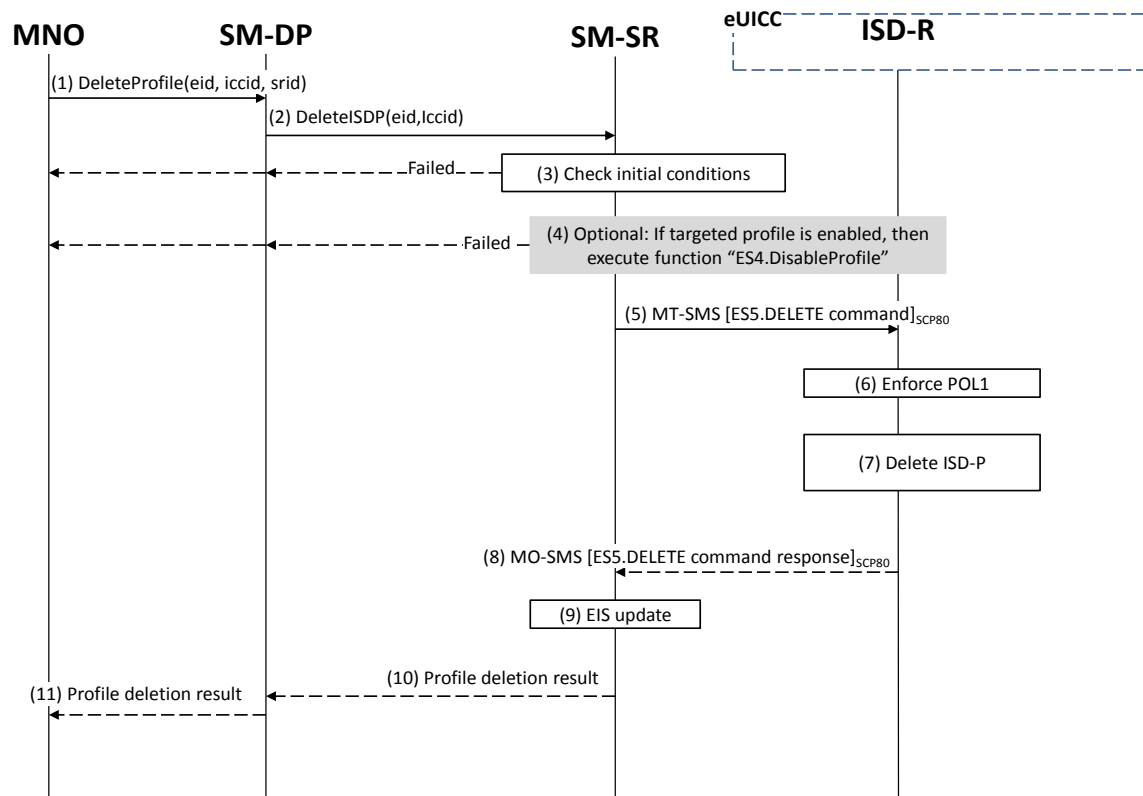 MNO
SM-DP
SM-SR
eUICC
ISD-R
(1) DeleteProfile(eid, iccid, srid)
(2) DeleteISDP(eid,Iccid)
Failed
(3) Check initial conditions
Failed
(4) Optional: If targeted profile is enabled, then
execute function “ES4.DisableProfile”
(5) MT-SMS [ES5.DELETE command]SCP80
(6) Enforce POL1
(7) Delete ISD-P
(8) MO-SMS [ES5.DELETE command response]SCP80
(9) EIS update
(10) Profile deletion result
(11) Profile deletion result